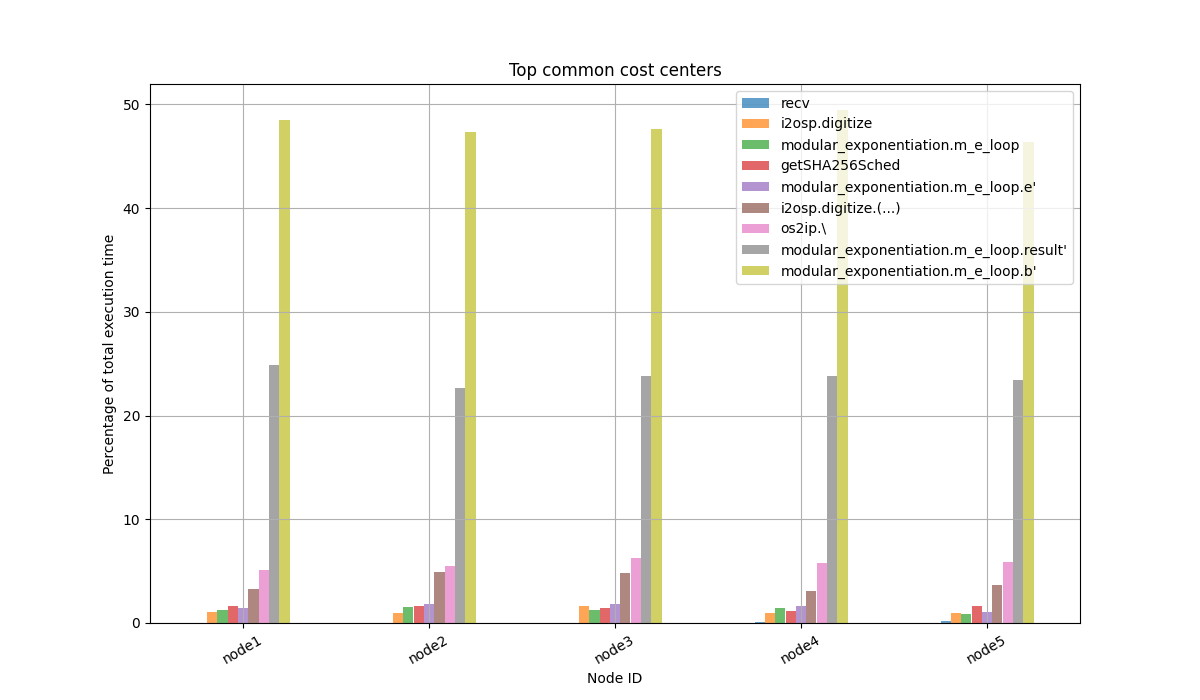 Top common cost centers
50
40
30
20
10
0
Percentage of total execution time
recv
i2osp.digitize
modular_exponentiation.m_e_loop
getSHA256Sched
modular_exponentiation.m_e_loop.e'
i2osp.digitize.(...)
os2ip.\
modular_exponentiation.m_e_loop.result'
modular_exponentiation.m_e_loop.b'
node1
node2
node3
node4
node5
Node ID